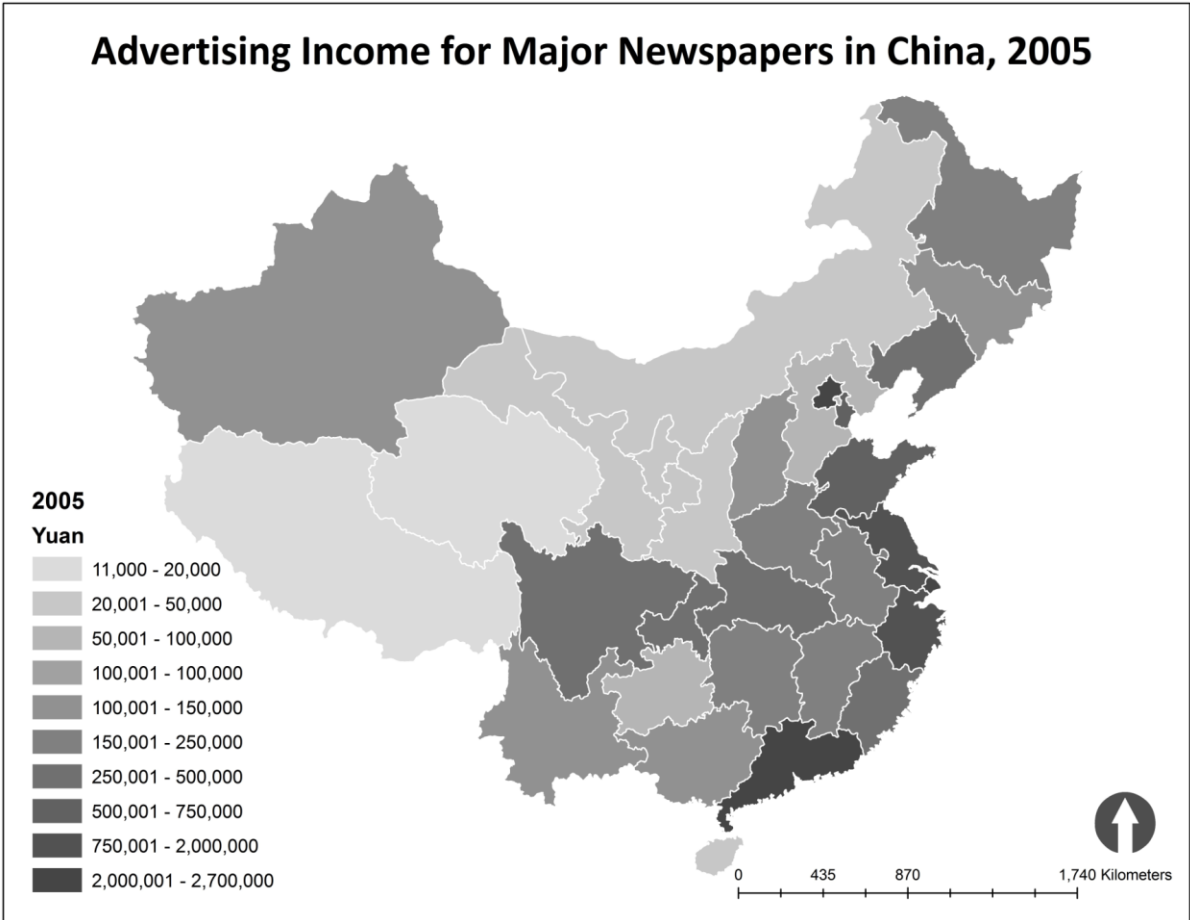 Advertising Income for Major Newspapers in China, 2005
2005
Yuan
11,000 - 20,000
20,001 - 50,000
50,001 - 100,000
100,001 - 100,000
100,001 - 150,000
150,001 - 250,000
250,001 - 500,000
500,001 - 750,000
750,001 - 2,000,000
2,000,001 - 2,700,000
0 435 870 1,740 Kilometers